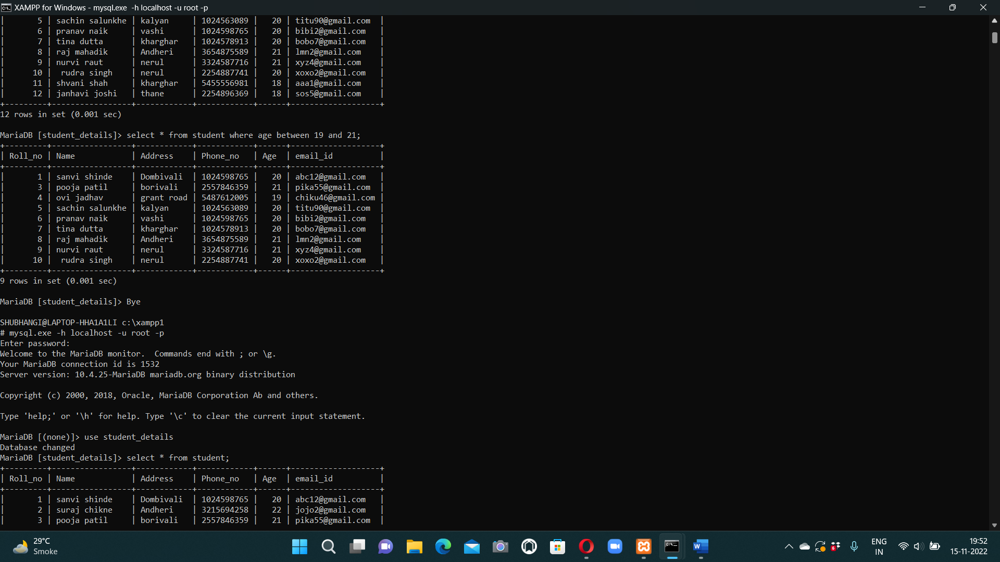 XAMPP for Windows - mysql.exe  -h localhost -u root -p
|       5 | sachin salunkhe | kalyan     | 1024563089 |   20 | titu90@gmail.com  |
|       6 | pranav naik     | vashi      | 1024598765 |   20 | bibi2@gmail.com   |
|       7 | tina dutta      | kharghar   | 1024578913 |   20 | bobo7@gmail.com   |
|       8 | raj mahadik     | Andheri    | 3654875589 |   21 | lmn2@gmail.com    |
|       9 | nurvi raut      | nerul      | 3324587716 |   21 | xyz4@gmail.com    |
|      10 |  rudra singh    | nerul      | 2254887741 |   20 | xoxo2@gmail.com   |
|      11 | shvani shah     | kharghar   | 5455556981 |   18 | aaa1@gmail.com    |
|      12 | janhavi joshi   | thane      | 2254896369 |   18 | sos5@gmail.com    |
+---------+-----------------+------------+------------+------+-------------------+
12 rows in set (0.001 sec)
MariaDB [student_details]> select * from student where age between 19 and 21;
+---------+-----------------+------------+------------+------+-------------------+
| Roll_no | Name            | Address    | Phone_no   | Age  | email_id          |
+---------+-----------------+------------+------------+------+-------------------+
|       1 | sanvi shinde    | Dombivali  | 1024598765 |   20 | abc12@gmail.com   |
|       3 | pooja patil     | borivali   | 2557846359 |   21 | pika55@gmail.com  |
|       4 | ovi jadhav      | grant road | 5487612005 |   19 | chiku46@gmail.com |
|       5 | sachin salunkhe | kalyan     | 1024563089 |   20 | titu90@gmail.com  |
|       6 | pranav naik     | vashi      | 1024598765 |   20 | bibi2@gmail.com   |
|       7 | tina dutta      | kharghar   | 1024578913 |   20 | bobo7@gmail.com   |
|       8 | raj mahadik     | Andheri    | 3654875589 |   21 | lmn2@gmail.com    |
|       9 | nurvi raut      | nerul      | 3324587716 |   21 | xyz4@gmail.com    |
|      10 |  rudra singh    | nerul      | 2254887741 |   20 | xoxo2@gmail.com   |
+---------+-----------------+------------+------------+------+-------------------+
9 rows in set (0.001 sec)
MariaDB [student_details]> Bye
SHUBHANGI@LAPTOP-HHA1A1LI c:\xampp1
# mysql.exe -h localhost -u root -p
Enter password:
Welcome to the MariaDB monitor.  Commands end with ; or \g.
Your MariaDB connection id is 1532
Server version: 10.4.25-MariaDB mariadb.org binary distribution
Copyright (c) 2000, 2018, Oracle, MariaDB Corporation Ab and others.
Type 'help;' or '\h' for help. Type '\c' to clear the current input statement.
MariaDB [(none)]> use student_details
Database changed
MariaDB [student_details]> select * from student;
+---------+-----------------+------------+------------+------+-------------------+
| Roll_no | Name            | Address    | Phone_no   | Age  | email_id          |
+---------+-----------------+------------+------------+------+-------------------+
|       1 | sanvi shinde    | Dombivali  | 1024598765 |   20 | abc12@gmail.com   |
|       2 | suraj chikne    | Andheri    | 3215694258 |   22 | jojo2@gmail.com   |
|       3 | pooja patil     | borivali   | 2557846359 |   21 | pika55@gmail.com  |
29°C
Smoke
6
ENG
IN
19:52
15-11-2022